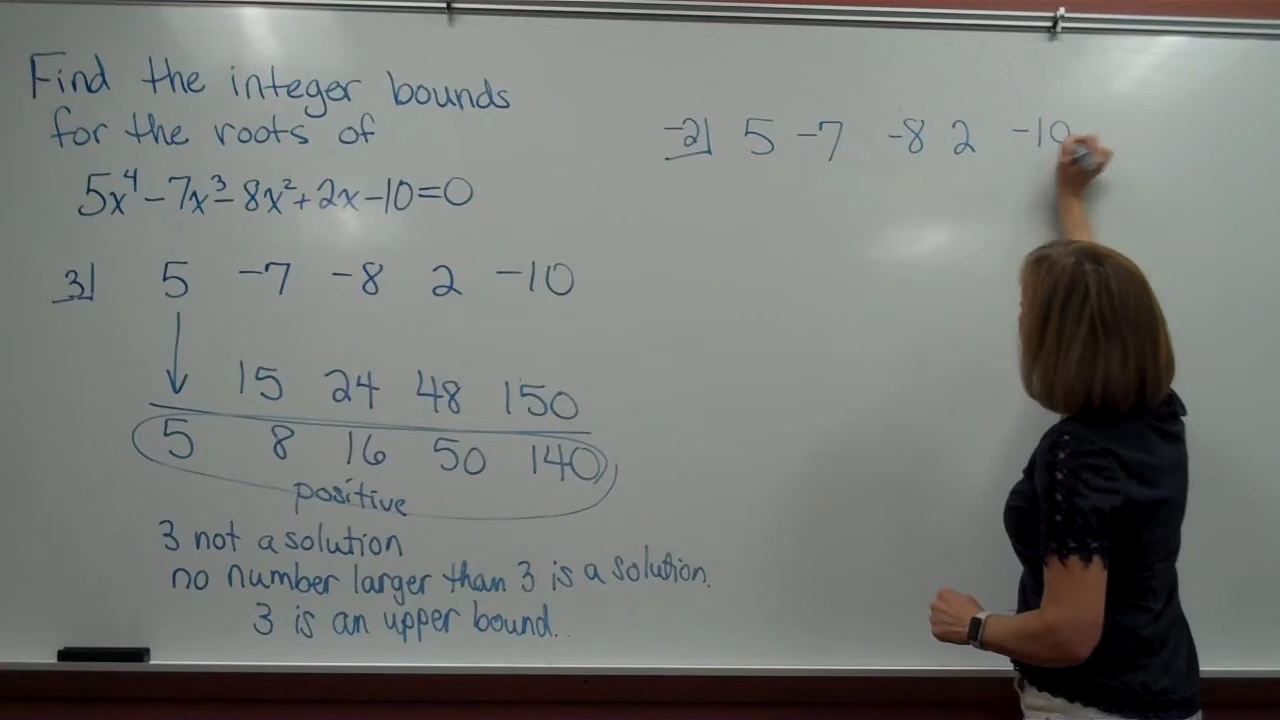 Find the integer bounds
for the roots of
5x⁴-7x³-8x²+2x-10=0
3| 5 -7 -8 2 -10
15 24 48 150
5 8 16 50 140
positive
3 not a solution
no number larger than 3 is a solution.
3 is an upper bound.
-2| 5 -7 -8 2 -10